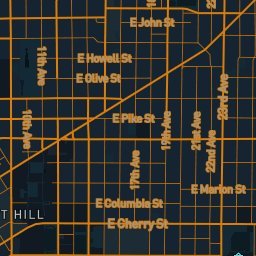 E John St
E Howell St
11th Ave
E Olive St
23rd Ave
10th Ave
E Pike St
19th Ave
21st Ave
22nd Ave
17th Ave
E Marion St
E Columbia St
T HILL
E Cherry St